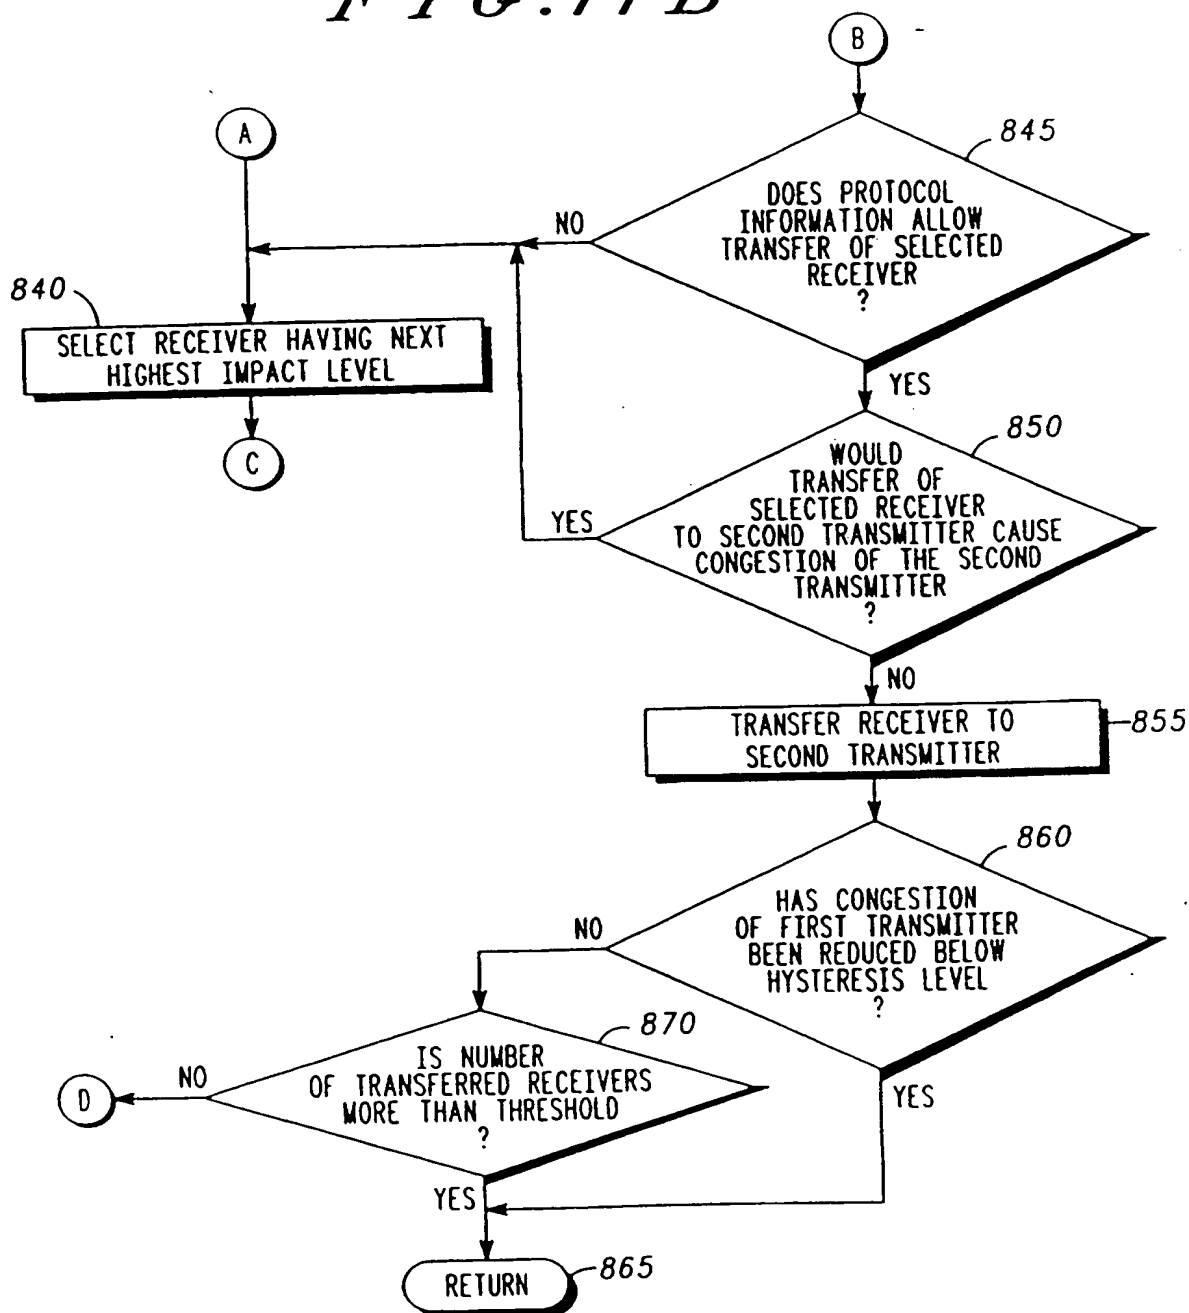 FIG. 11B
B
A
845
DOES PROTOCOL
INFORMATION ALLOW
TRANSFER OF SELECTED
RECEIVER
?
NO
840
SELECT RECEIVER HAVING NEXT
HIGHEST IMPACT LEVEL
C
YES
850
WOULD
TRANSFER OF
SELECTED RECEIVER
TO SECOND TRANSMITTER CAUSE
CONGESTION OF THE SECOND
TRANSMITTER
?
YES
NO
TRANSFER RECEIVER TO
SECOND TRANSMITTER
855
860
HAS CONGESTION
OF FIRST TRANSMITTER
BEEN REDUCED BELOW
HYSTERESIS LEVEL
?
NO
870
IS NUMBER
OF TRANSFERRED RECEIVERS
MORE THAN THRESHOLD
?
NO
D
YES
YES
RETURN
865